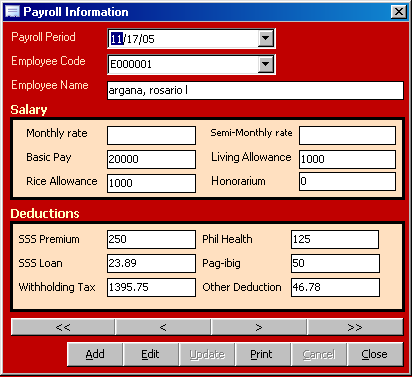 Payroll Information
Payroll Period 11/17/05
Employee Code E000001
Employee Name argana, rosario l
Salary
Monthly rate Semi-Monthly rate
Basic Pay 20000 Living Allowance 1000
Rice Allowance 1000 Honorarium 0
Deductions
SSS Premium 250 Phil Health 125
SSS Loan 23.89 Pag-ibig 50
Withholding Tax 1395.75 Other Deduction 46.78
<< < > >>
Add Edit Update Print Cancel Close